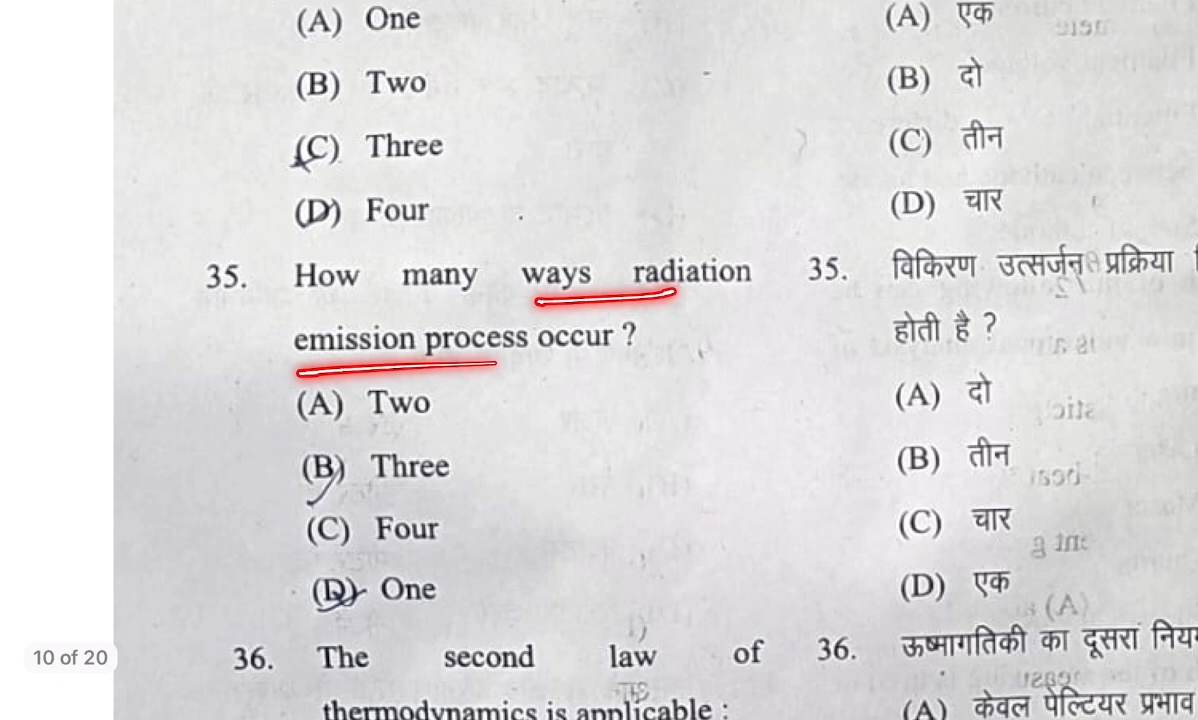 (A) One
(B) Two
(C) Three
(D) Four
35. How many ways radiation
emission process occur ?
(A) Two
(B) Three
(C) Four
(D) One
36. The second law of
thermodynamics is applicable :
(A) एक
(B) दो
(C) तीन
(D) चार
35. विकिरण उत्सर्जन प्रक्रिया
होती है ?
(A) दो
(B) तीन
(C) चार
(D) एक
36. ऊष्मागतिकी का दूसरा
(A) केवल पेल्टियर प्रभाव
10 of 20